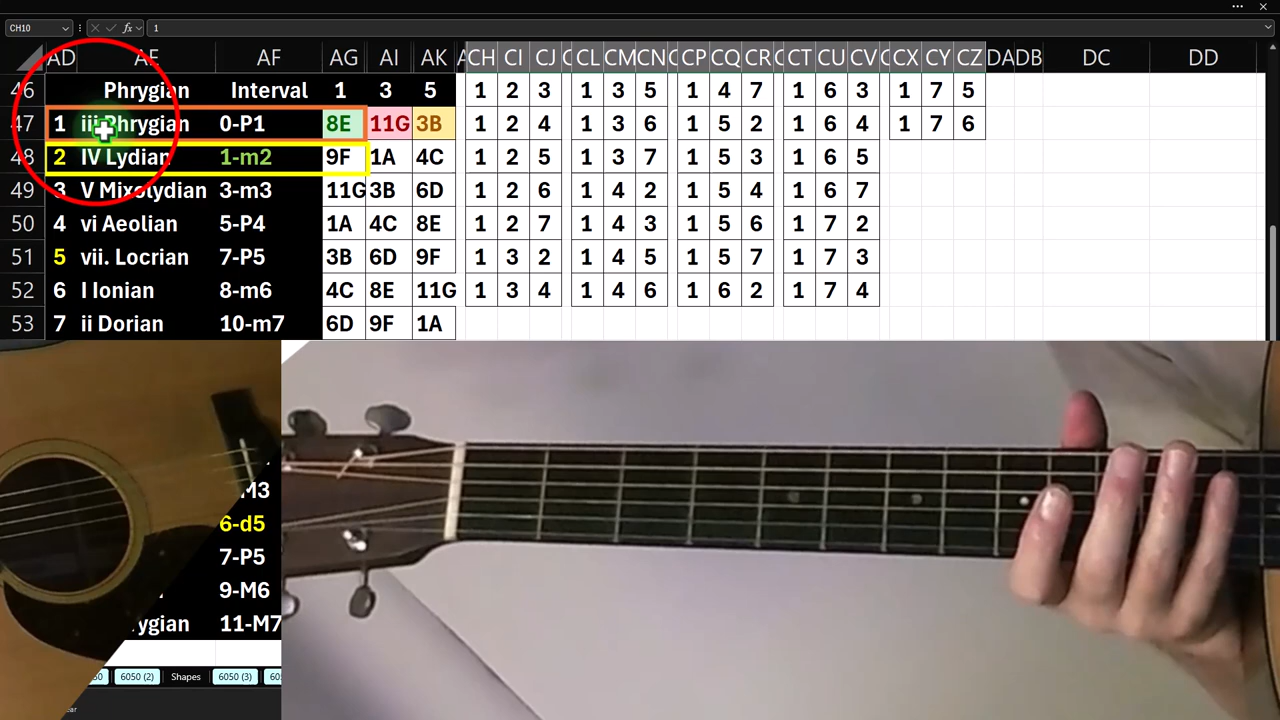 CH10 fx 1
AD AE AF AG AI AK CH CI CJ CL CM CN CP CQ CR CT CU CV CX CY CZ DA DB DC DD
46 Phrygian Interval 1 3 5 1 2 3 1 3 5 1 4 7 1 6 3 1 7 5
47 1 iii Phrygian 0-P1 8E 11G 3B 1 2 4 1 3 6 1 5 2 1 6 4 1 7 6
48 2 IV Lydian 1-m2 9F 1A 4C 1 2 5 1 3 7 1 5 3 1 6 5
49 3 V Mixolydian 3-m3 11G 3B 6D 1 2 6 1 4 2 1 5 4 1 6 7
50 4 vi Aeolian 5-P4 1A 4C 8E 1 2 7 1 4 3 1 5 6 1 7 2
51 5 vii. Locrian 7-P5 3B 6D 9F 1 3 2 1 4 5 1 5 7 1 7 3
52 6 I Ionian 8-m6 4C 8E 11G 1 3 4 1 4 6 1 6 2 1 7 4
53 7 ii Dorian 10-m7 6D 9F 1A
M3
6-d5
7-P5
9-M6
rygian 11-M7
50 6050 (2) Shapes 6050 (3) 60
ear